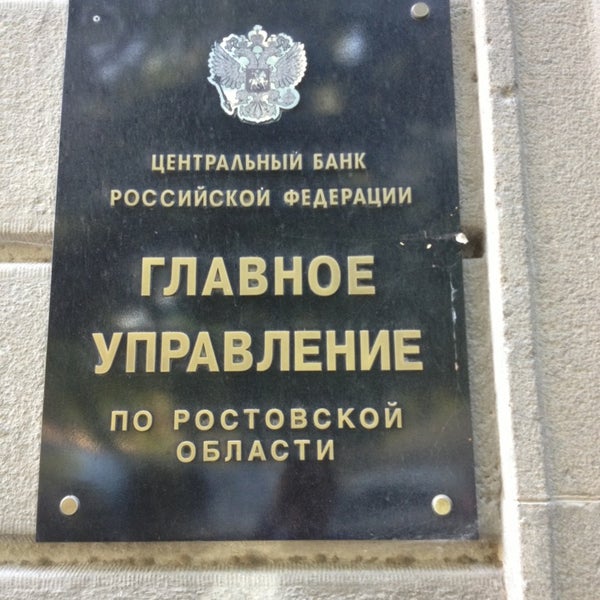 ЦЕНТРАЛЬНЫЙ БАНК
РОССИЙСКОЙ ФЕДЕРАЦИИ
ГЛАВНОЕ
УПРАВЛЕНИЕ
ПО РОСТОВСКОЙ
ОБЛАСТИ